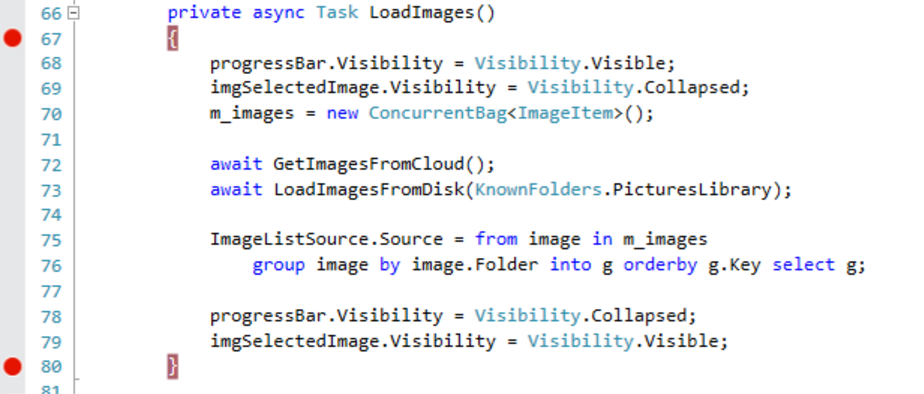 66 private async Task LoadImages()
67 {
68 progressBar.Visibility = Visibility.Visible;
69 imgSelectedImage.Visibility = Visibility.Collapsed;
70 m_images = new ConcurrentBag<ImageItem>();
71
72 await GetImagesFromCloud();
73 await LoadImagesFromDisk(KnownFolders.PicturesLibrary);
74
75 ImageListSource.Source = from image in m_images
76 group image by image.Folder into g orderby g.Key select g;
77
78 progressBar.Visibility = Visibility.Collapsed;
79 imgSelectedImage.Visibility = Visibility.Visible;
80 }
81